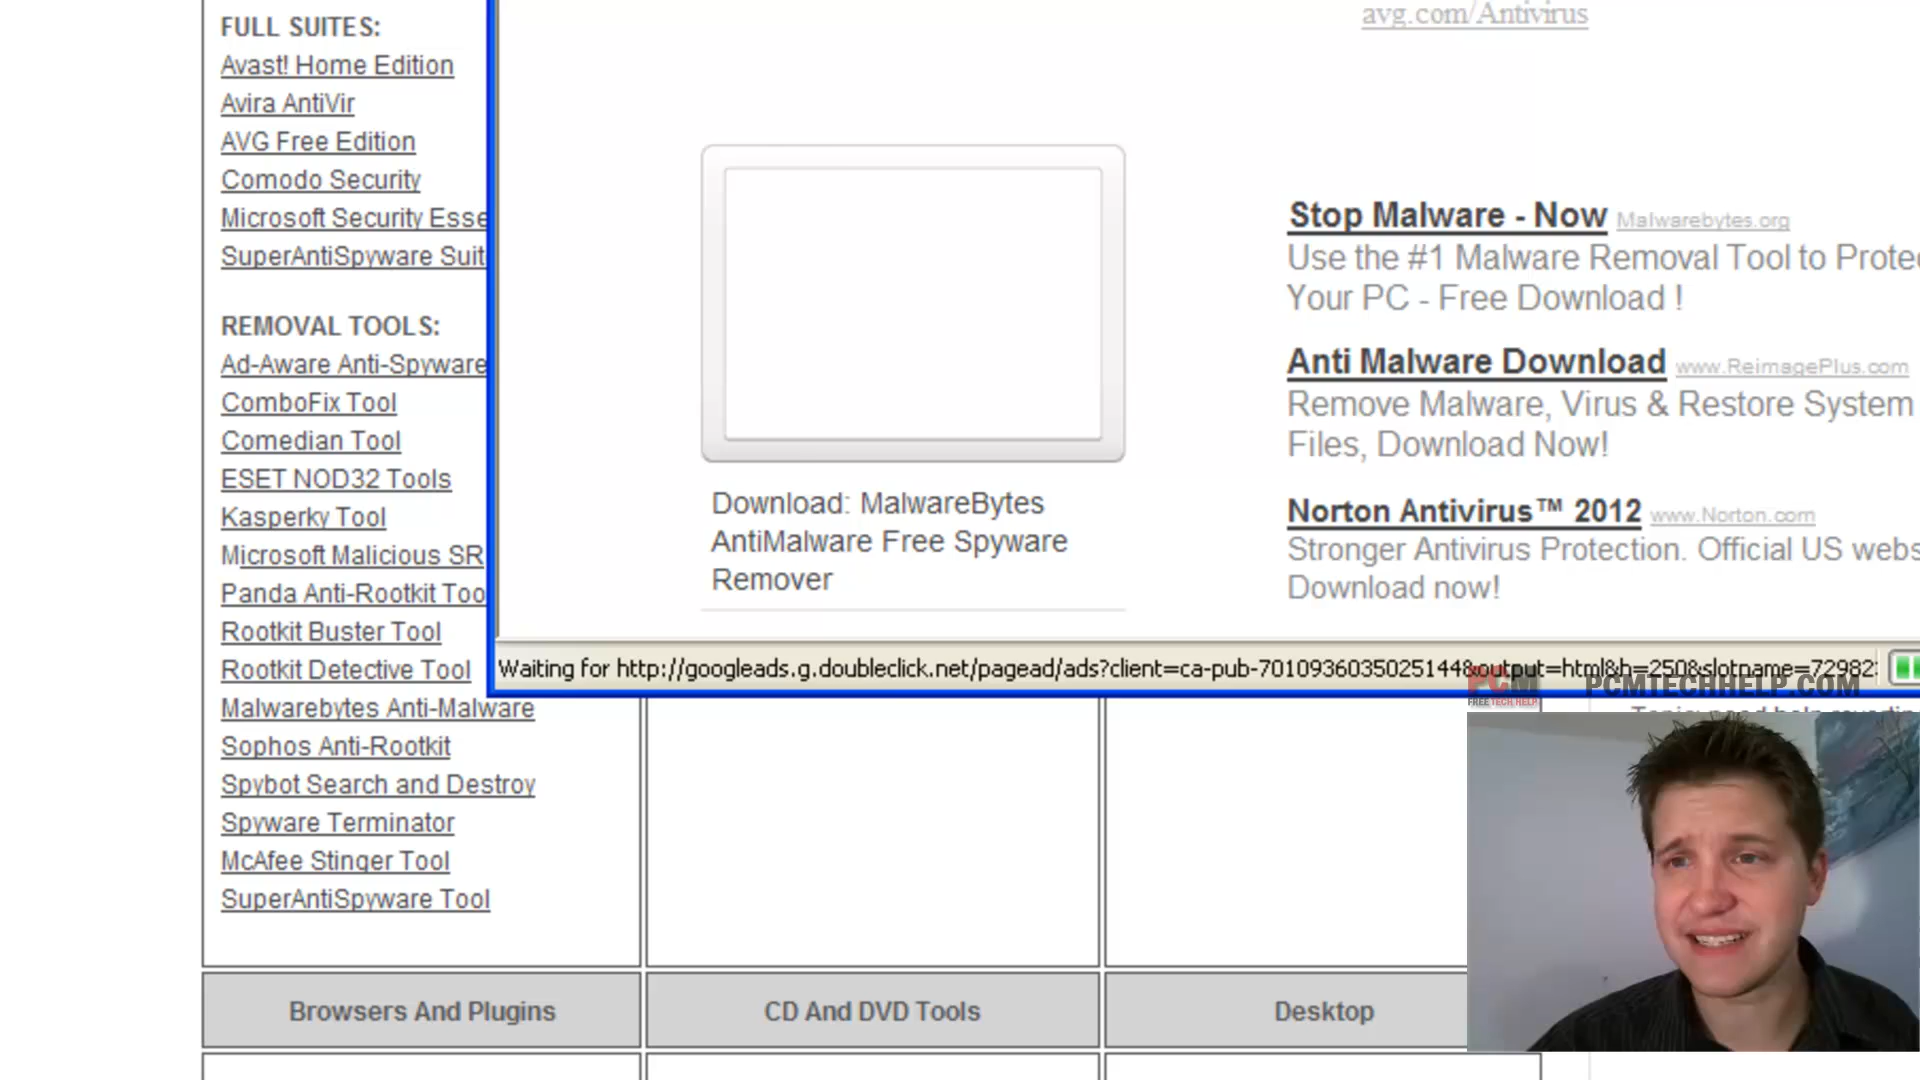 FULL SUITES:
Avast! Home Edition
Avira AntiVir
AVG Free Edition
Comodo Security
Microsoft Security Esse
SuperAntiSpyware Suit
REMOVAL TOOLS:
Ad-Aware Anti-Spyware
ComboFix Tool
Comedian Tool
ESET NOD32 Tools
Kasperky Tool
Microsoft Malicious SR
Panda Anti-Rootkit Too
Rootkit Buster Tool
Rootkit Detective Tool
Malwarebytes Anti-Malware
Sophos Anti-Rootkit
Spybot Search and Destroy
Spyware Terminator
McAfee Stinger Tool
SuperAntiSpyware Tool
avg.com/Antivirus
Download: MalwareBytes
AntiMalware Free Spyware
Remover
Stop Malware - Now Malwarebytes.org
Use the #1 Malware Removal Tool to Protec
Your PC - Free Download !
Anti Malware Download www.ReimagePlus.com
Remove Malware, Virus & Restore System
Files, Download Now!
Norton Antivirus™ 2012 www.Norton.com
Stronger Antivirus Protection. Official US webs
Download now!
Waiting for http://googleads.g.doubleclick.net/pagead/ads?client=ca-pub-7010936035025144&output=html&h=250&slotname=72982
PCM
FREE TECH HELP
PCMTECHHELP.COM
Browsers And Plugins
CD And DVD Tools
Desktop